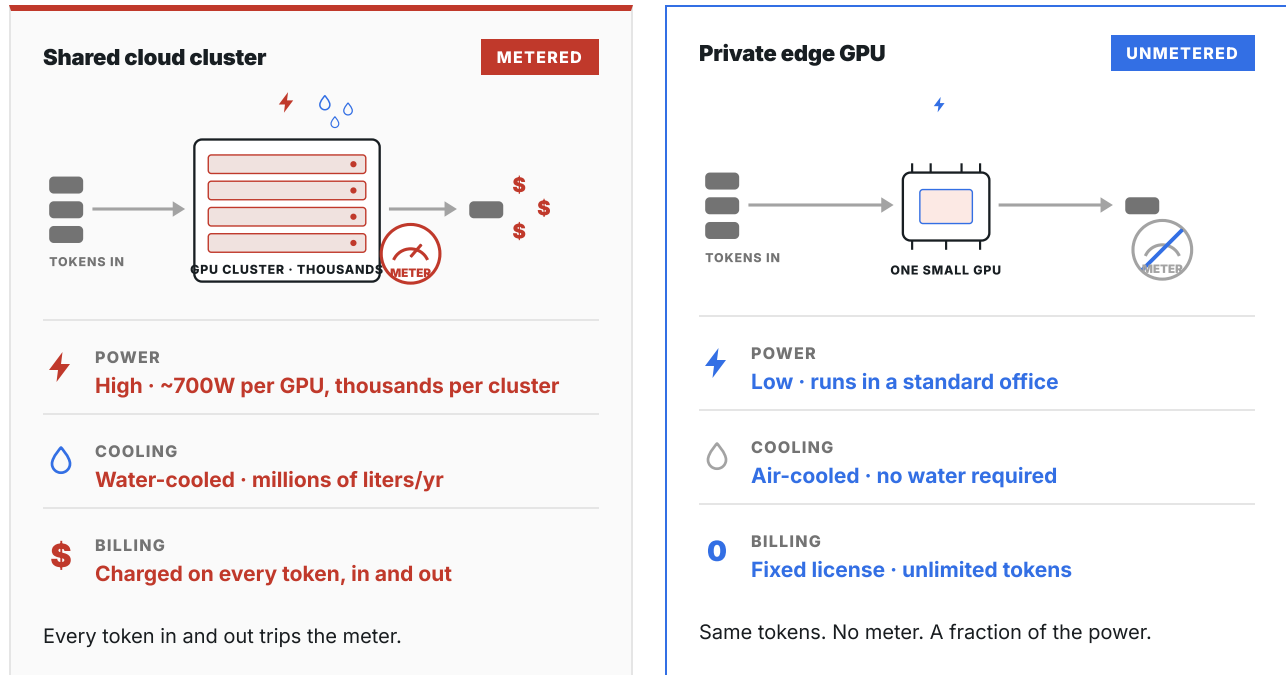 Shared cloud cluster
METERED
$
$
$
TOKENS IN
GPU CLUSTER · THOUSANDS
METER
POWER
High · ~700W per GPU, thousands per cluster
COOLING
Water-cooled · millions of liters/yr
$
BILLING
Charged on every token, in and out
Every token in and out trips the meter.
Private edge GPU
UNMETERED
TOKENS IN
ONE SMALL GPU
METER
POWER
Low · runs in a standard office
COOLING
Air-cooled · no water required
0
BILLING
Fixed license · unlimited tokens
Same tokens. No meter. A fraction of the power.